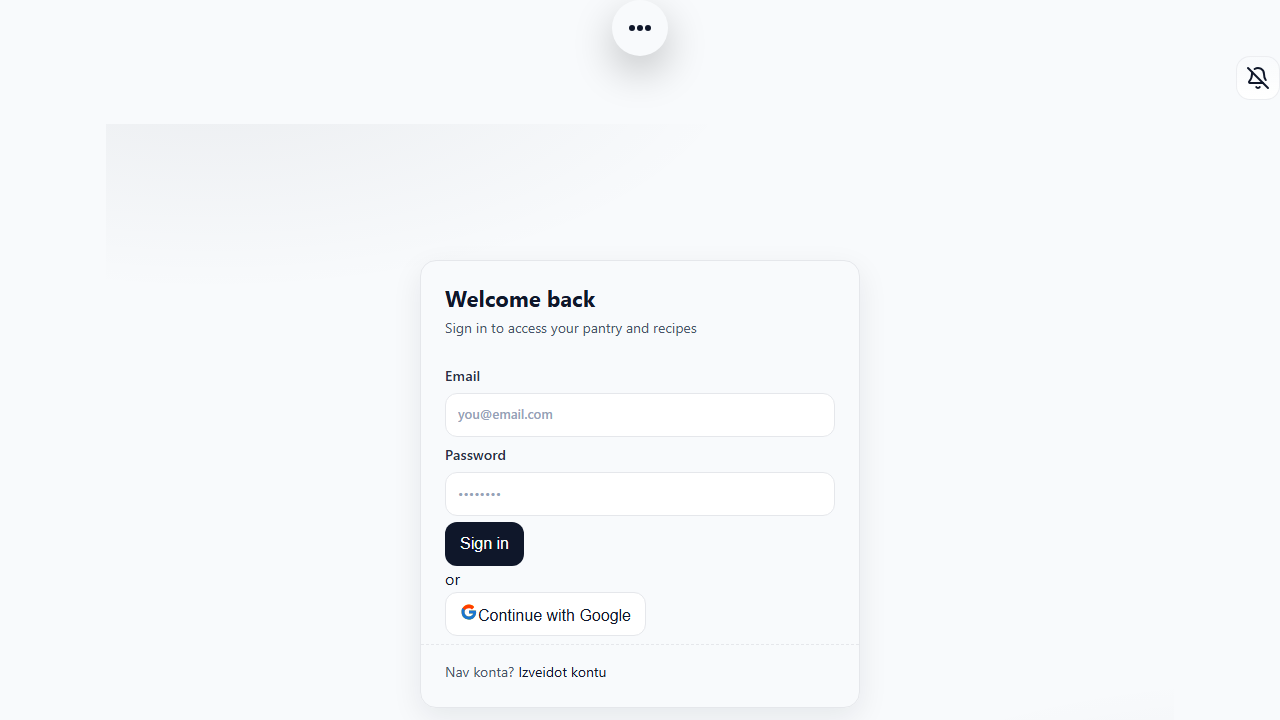 Welcome back
Sign in to access your pantry and recipes
Email
you@email.com
Password
••••••••
Sign in
or
Continue with Google
Nav konta? Izveidot kontu